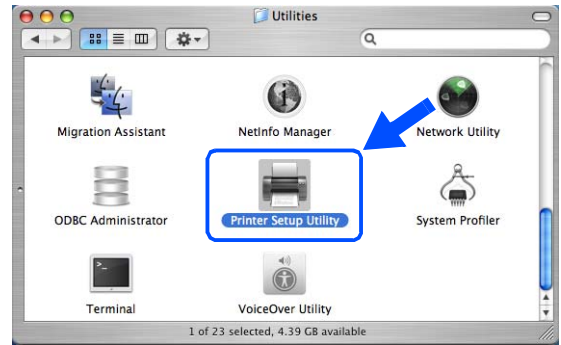 Utilities
Migration Assistant
NetInfo Manager
Network Utility
ODBC Administrator
Printer Setup Utility
System Profiler
Terminal
VoiceOver Utility
1 of 23 selected, 4.39 GB available